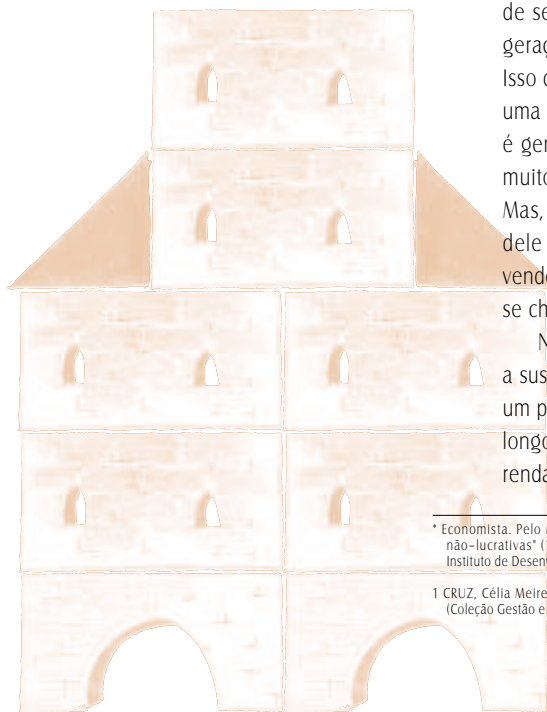 de se
geraç
Isso
uma
é ger
muito
Mas,
dele
vend
se ch
N
a sus
um p
longo
renda
* Economista. Pelo
não-lucrativas" (
Instituto de Desen
1 CRUZ, Célia Meire
(Coleção Gestão e